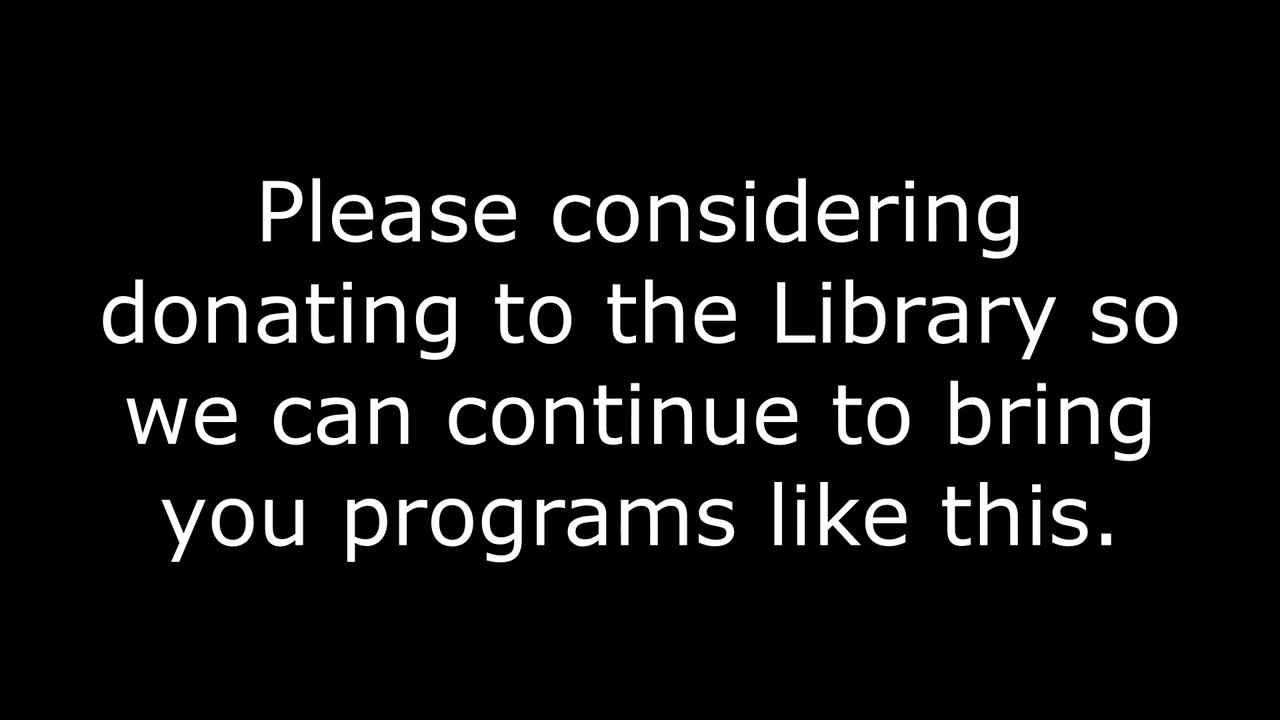 Please considering
donating to the Library so
we can continue to bring
you programs like this.